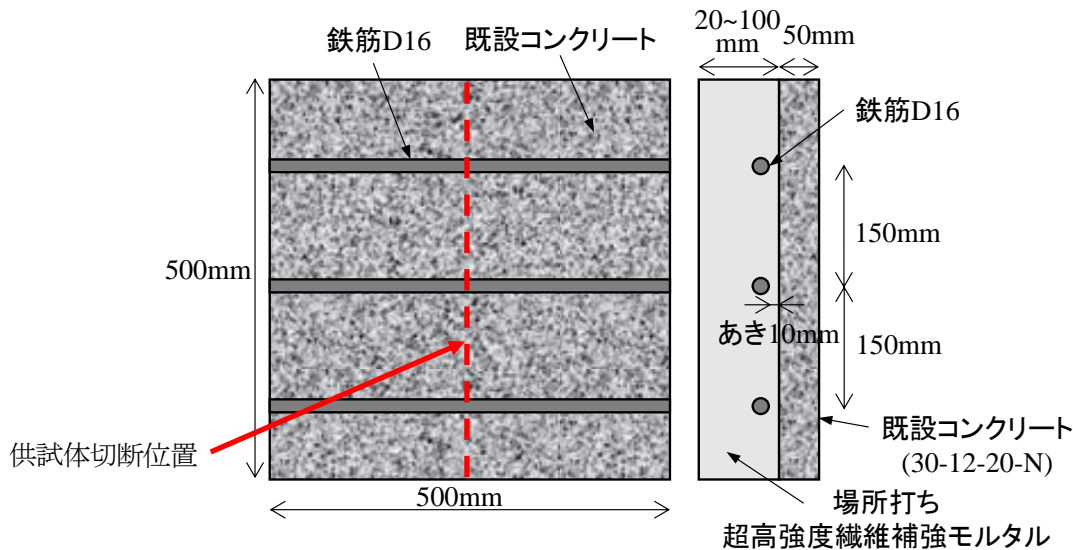 鉄筋D16
既設コンクリート
500mm
供試体切断位置
500mm
20~100
mm
50mm
鉄筋D16
150mm
あき10mm
150mm
既設コンクリート
(30-12-20-N)
場所打ち
超高強度繊維補強モルタル